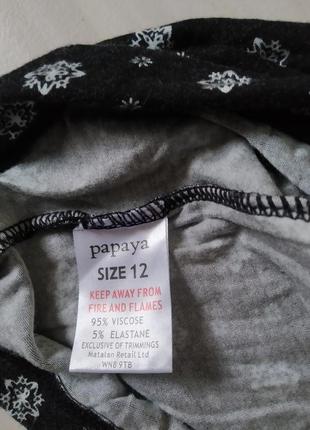 papaya
SIZE 12
KEEP AWAY FROM
FIRE AND FLAMES
95% VISCOSE
5% ELASTANE
EXCLUSIVE OF TRIMMINGS
Matalan Retail Ltd
WN8 9TB